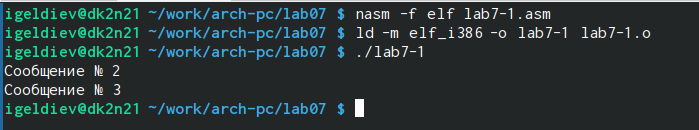 igeldiev@dk2n21 ~/work/arch-pc/lab07 $ nasm -f elf lab7-1.asm
igeldiev@dk2n21 ~/work/arch-pc/lab07 $ ld -m elf_i386 -o lab7-1 lab7-1.o
igeldiev@dk2n21 ~/work/arch-pc/lab07 $ ./lab7-1
Сообщение № 2
Сообщение № 3
igeldiev@dk2n21 ~/work/arch-pc/lab07 $